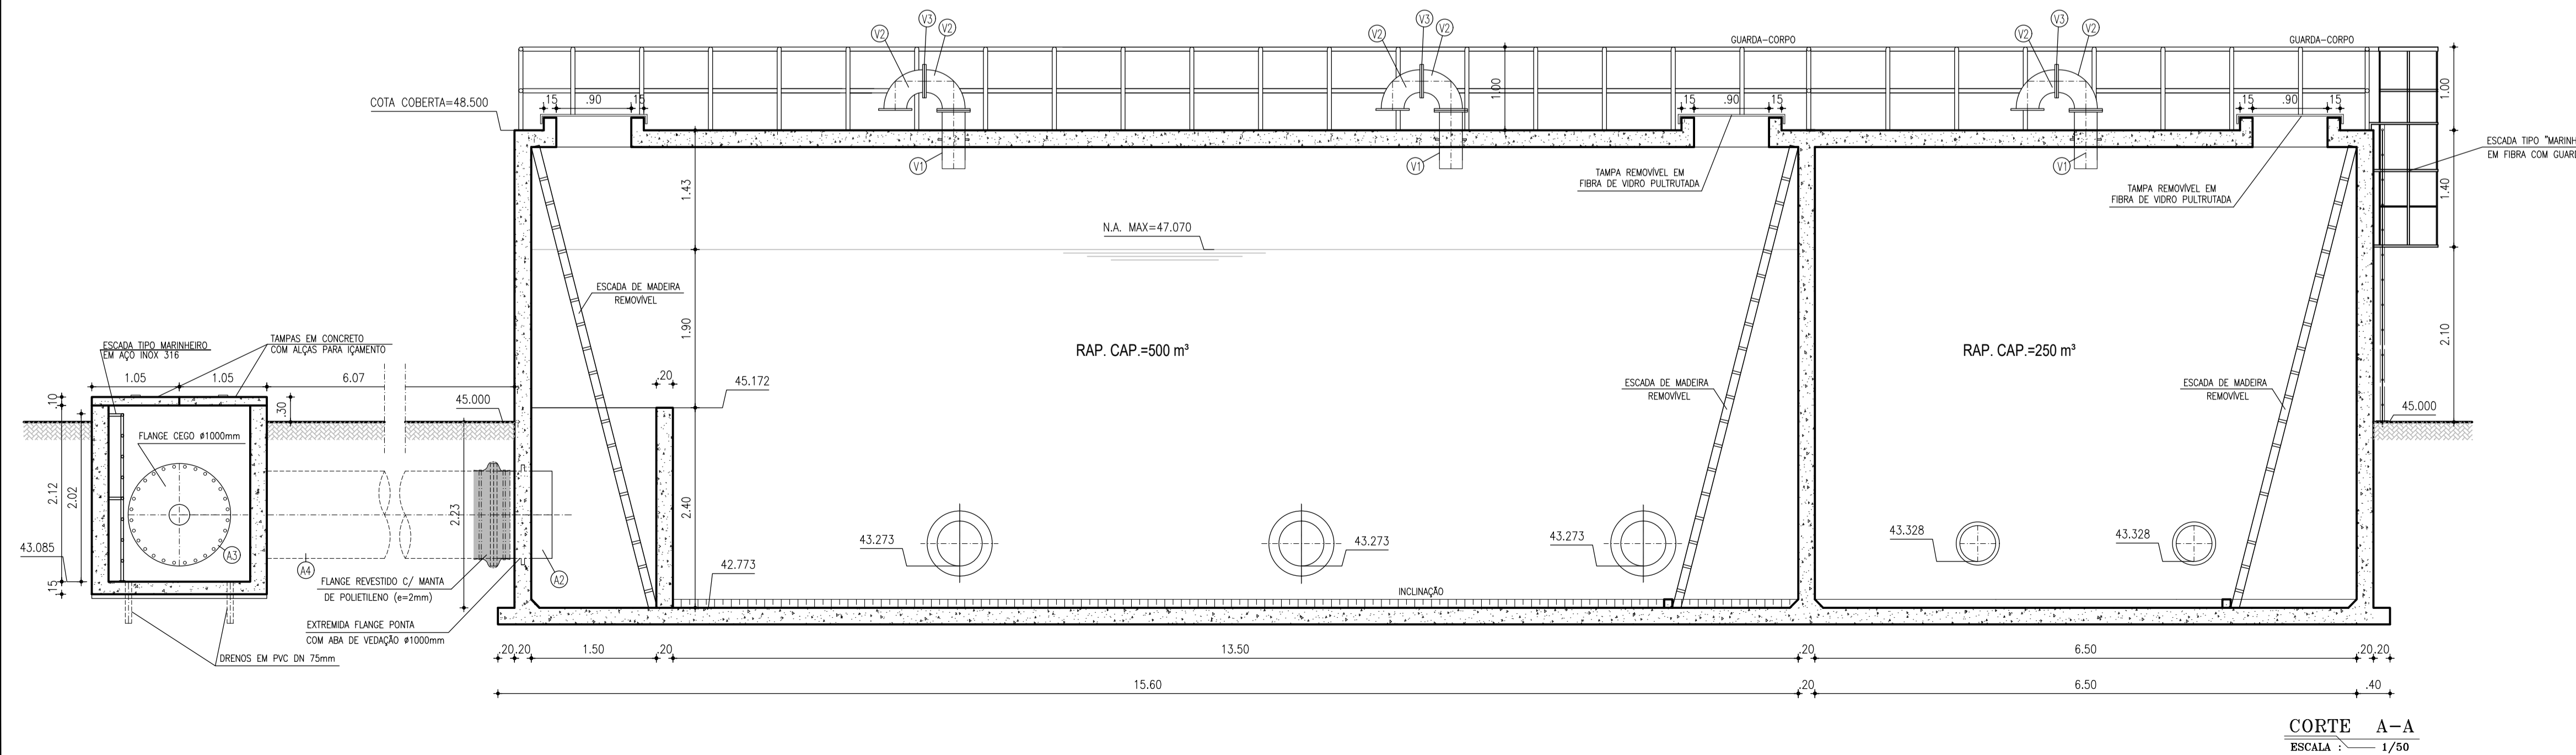 V3
V2
V2
V3
V2
V2
V3
V2
V2
GUARDA-CORPO
GUARDA-CORPO
COTA COBERTA=48.500
.15
.90
.15
1.00
.15
.90
.15
.15
.90
.15
1.00
V1
V1
V1
ESCADA TIPO "MARINH
EM FIBRA COM GUAR
1.43
TAMPA REMOVÍVEL EM
FIBRA DE VIDRO PULTRUTADA
TAMPA REMOVÍVEL EM
FIBRA DE VIDRO PULTRUTADA
1.40
N.A. MAX=47.070
ESCADA DE MADEIRA
REMOVÍVEL
1.90
RAP. CAP.=500 m³
RAP. CAP.=250 m³
2.10
ESCADA TIPO MARINHEIRO
EM AÇO INOX 316
TAMPAS EM CONCRETO
COM ALÇAS PARA IÇAMENTO
1.05
1.05
6.07
.20
45.172
ESCADA DE MADEIRA
REMOVÍVEL
ESCADA DE MADEIRA
REMOVÍVEL
.10
.30
45.000
45.000
FLANGE CEGO ø1000mm
2.12
2.02
2.23
2.40
43.085
.15
A3
A4
A2
43.273
43.273
43.273
43.328
43.328
42.773
FLANGE REVESTIDO C/ MANTA
DE POLIETILENO (e=2mm)
INCLINAÇÃO
EXTREMIDA FLANGE PONTA
COM ABA DE VEDAÇÃO ø1000mm
DRENOS EM PVC DN 75mm
.20
.20
1.50
.20
13.50
.20
6.50
.20
.20
15.60
.20
6.50
.40
CORTE A-A
ESCALA : 1/50